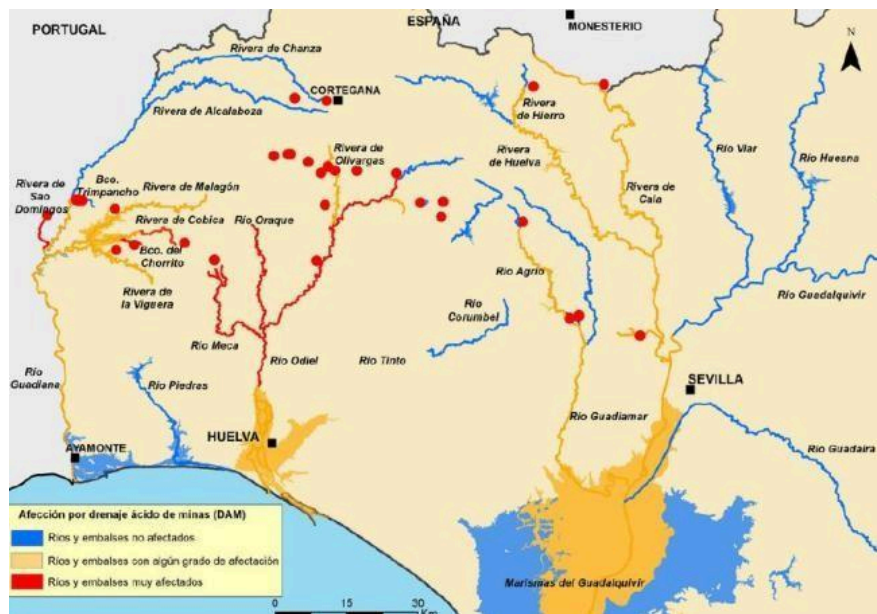 ESPAÑA
PORTUGAL
MONESTERIO
N
Rivera de Chanza
CORTEGANA
Rivera de Alcalaboza
Rivera
de Hierro
Rivera de
Olivargas
Rivera
de Huelva
Río Viar
Río Huesna
Rivera de
Sao
Domingos
Bco.
Trimpancho
Rivera de Malagón
Rivera de Cobica
Río Oraque
Rivera de
Cala
Bco. del
Chorrito
Río Agrio
Rivera de
la Viguera
Río
Corumbel
Río Guadalquivir
Río Meca
Río Odiel
Río Tinto
Río
Guadiana
Río Piedras
SEVILLA
Río Guadiamar
HUELVA
AYAMONTE
Río Guadaira
Afección por drenaje ácido de minas (DAM)
Ríos y embalses no afectados
Ríos y embalses con algún grado de afectación
Ríos y embalses muy afectados
Marismas del Guadalquivir
0 15 30
Km